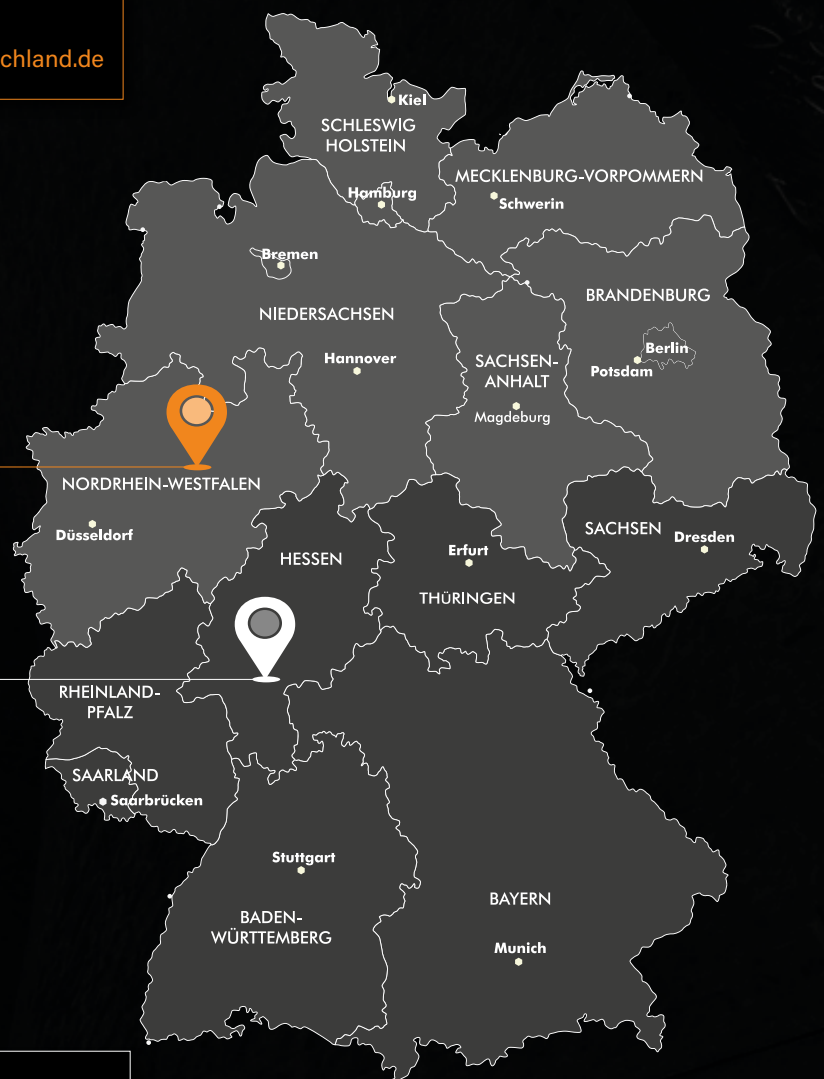 chland.de
Kiel
SCHLESWIG
HOLSTEIN
MECKLENBURG-VORPOMMERN
Hamburg
Schwerin
Bremen
BRANDENBURG
NIEDERSACHSEN
Berlin
Hannover
SACHSEN-
ANHALT
Potsdam
Magdeburg
NORDRHEIN-WESTFALEN
Düsseldorf
SACHSEN
Dresden
HESSEN
Erfurt
THÜRINGEN
RHEINLAND-
PFALZ
SAARLAND
Saarbrücken
Stuttgart
BAYERN
BADEN-
WÜRTTEMBERG
Munich